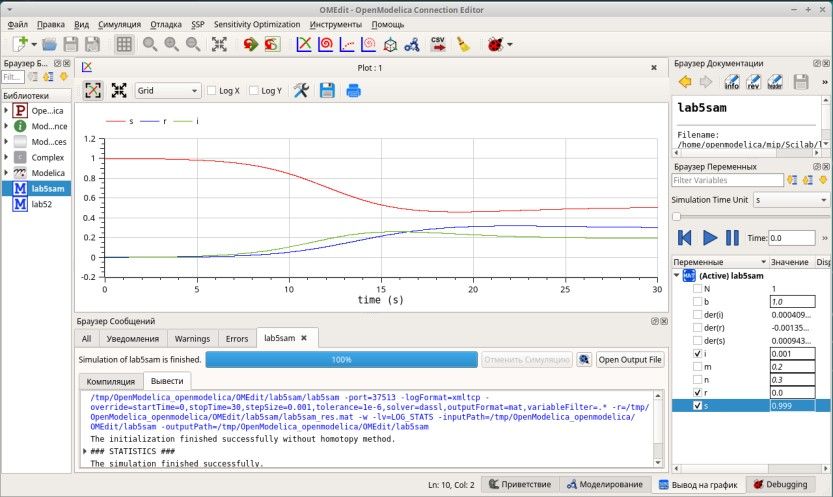 OMEdit - OpenModelica Connection Editor
Файл Правка Вид Симуляция Отладка SSP Sensitivity Optimization Инструменты Помощь
CSV
Браузер Б...
Filt...
Библиотеки
P Ope...ica
Mod...nce
Mod...ces
Complex
Modelica
M lab5sam
M lab52
Plot : 1
Grid Log X Log Y
s r i
1.2
1
0.8
0.6
0.4
0.2
0
-0.2
0 5 10 15 20 25 30
time (s)
Браузер Сообщений
All Уведомления Warnings Errors lab5sam
Simulation of lab5sam is finished. 100% Отменить Симуляцию Open Output File
Компиляция Вывести
/tmp/OpenModelica_openmodelica/OMEdit/lab5sam/lab5sam -port=37513 -logFormat=xmltcp -
override=startTime=0,stopTime=30,stepSize=0.001,tolerance=1e-6,solver=dassl,outputFormat=mat,variableFilter=.* -r=/tmp/
OpenModelica_openmodelica/OMEdit/lab5sam/lab5sam_res.mat -w -lv=LOG_STATS -inputPath=/tmp/OpenModelica_openmodelica/
OMEdit/lab5sam -outputPath=/tmp/OpenModelica_openmodelica/OMEdit/lab5sam
The initialization finished successfully without homotopy method.
### STATISTICS ###
The simulation finished successfully.
Браузер Документации
info rev header
lab5sam
Filename:
/home/openmodelica/mip/Scilab/l
Браузер Переменных
Filter Variables
Simulation Time Unit s
Time: 0.0
Переменные Значение Disp
MAT (Active) lab5sam
N 1
b 1.0
der(i) 0.000409...
der(r) -0.00135...
der(s) 0.000943...
i 0.001
m 0.2
n 0.3
r 0.0
s 0.999
Ln: 10, Col: 2 Приветствие Моделирование Вывод на график Debugging